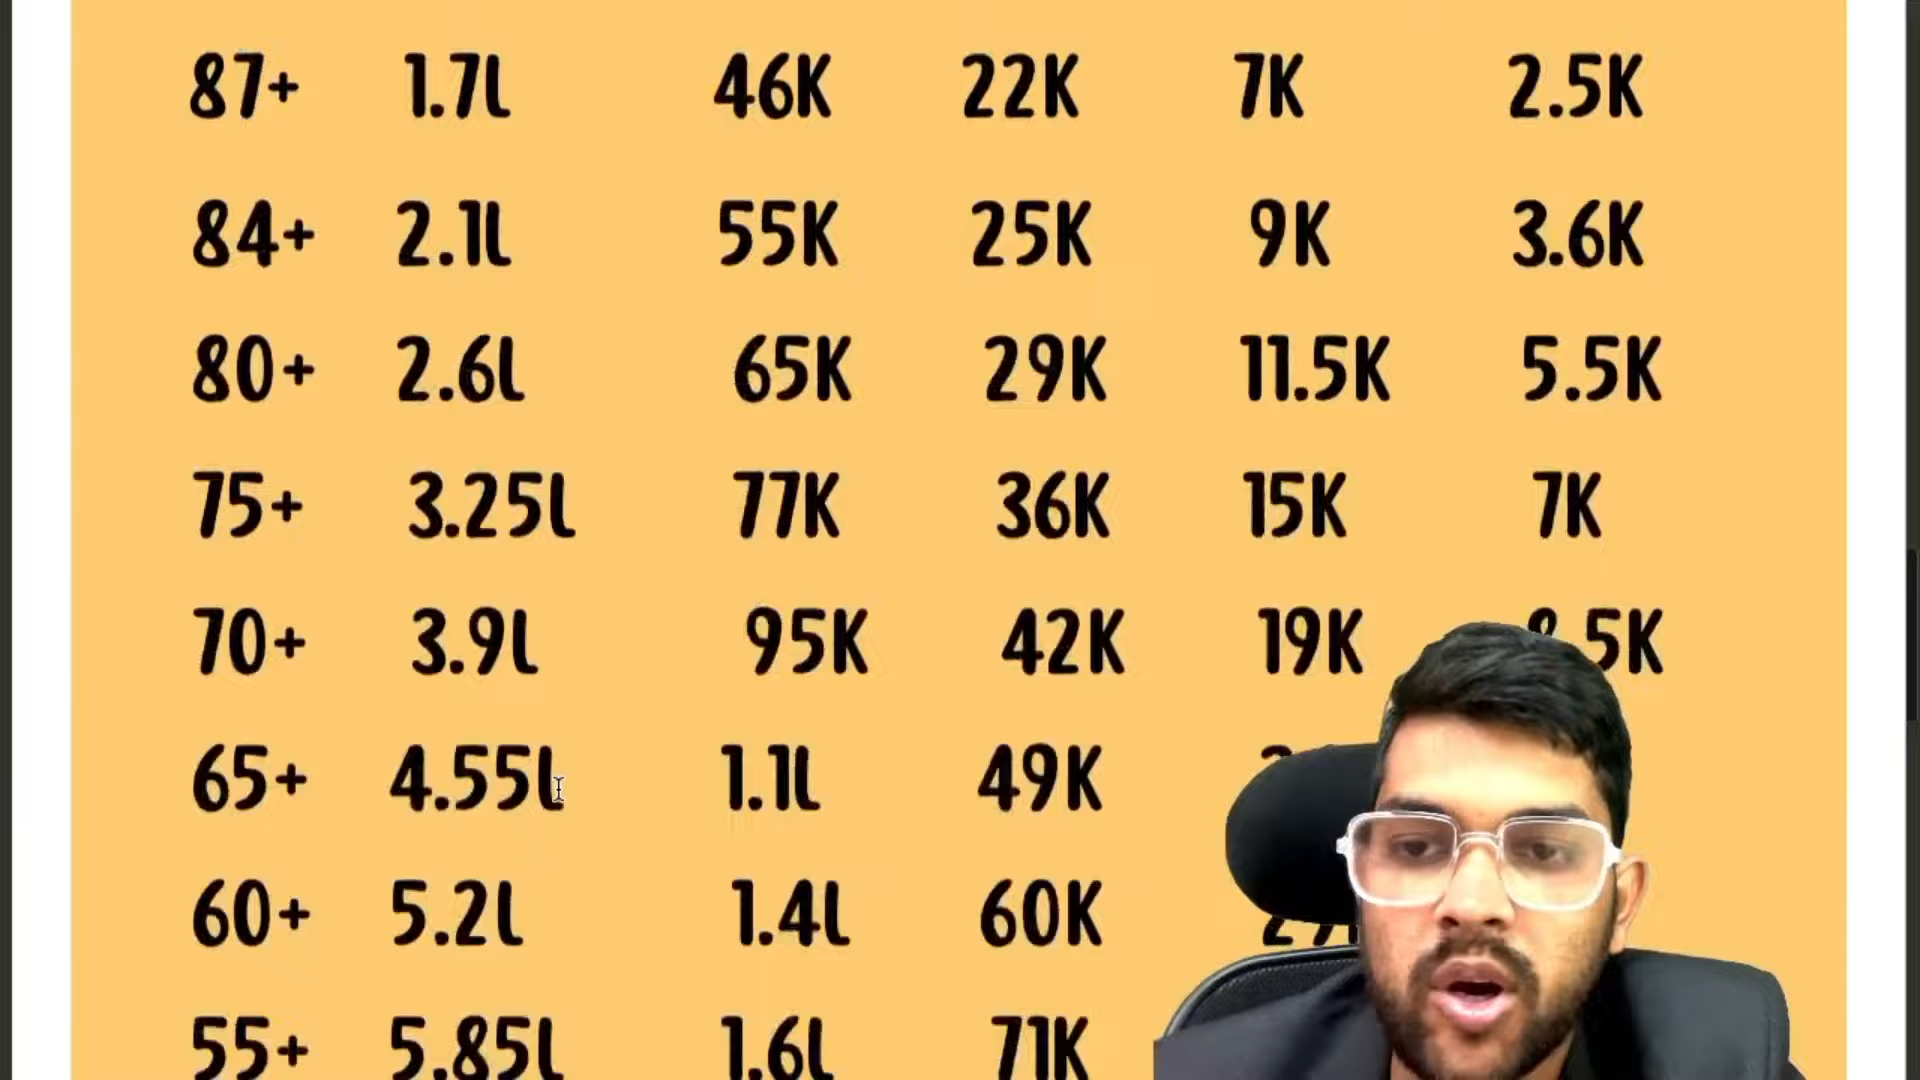 87+ 1.7L 46K 22K 7K 2.5K
84+ 2.1L 55K 25K 9K 3.6K
80+ 2.6L 65K 29K 11.5K 5.5K
75+ 3.25L 77K 36K 15K 7K
70+ 3.9L 95K 42K 19K
65+ 4.55L 1.1L 49K
60+ 5.2L 1.4L 60K
55+ 5.85L 1.6L 71K